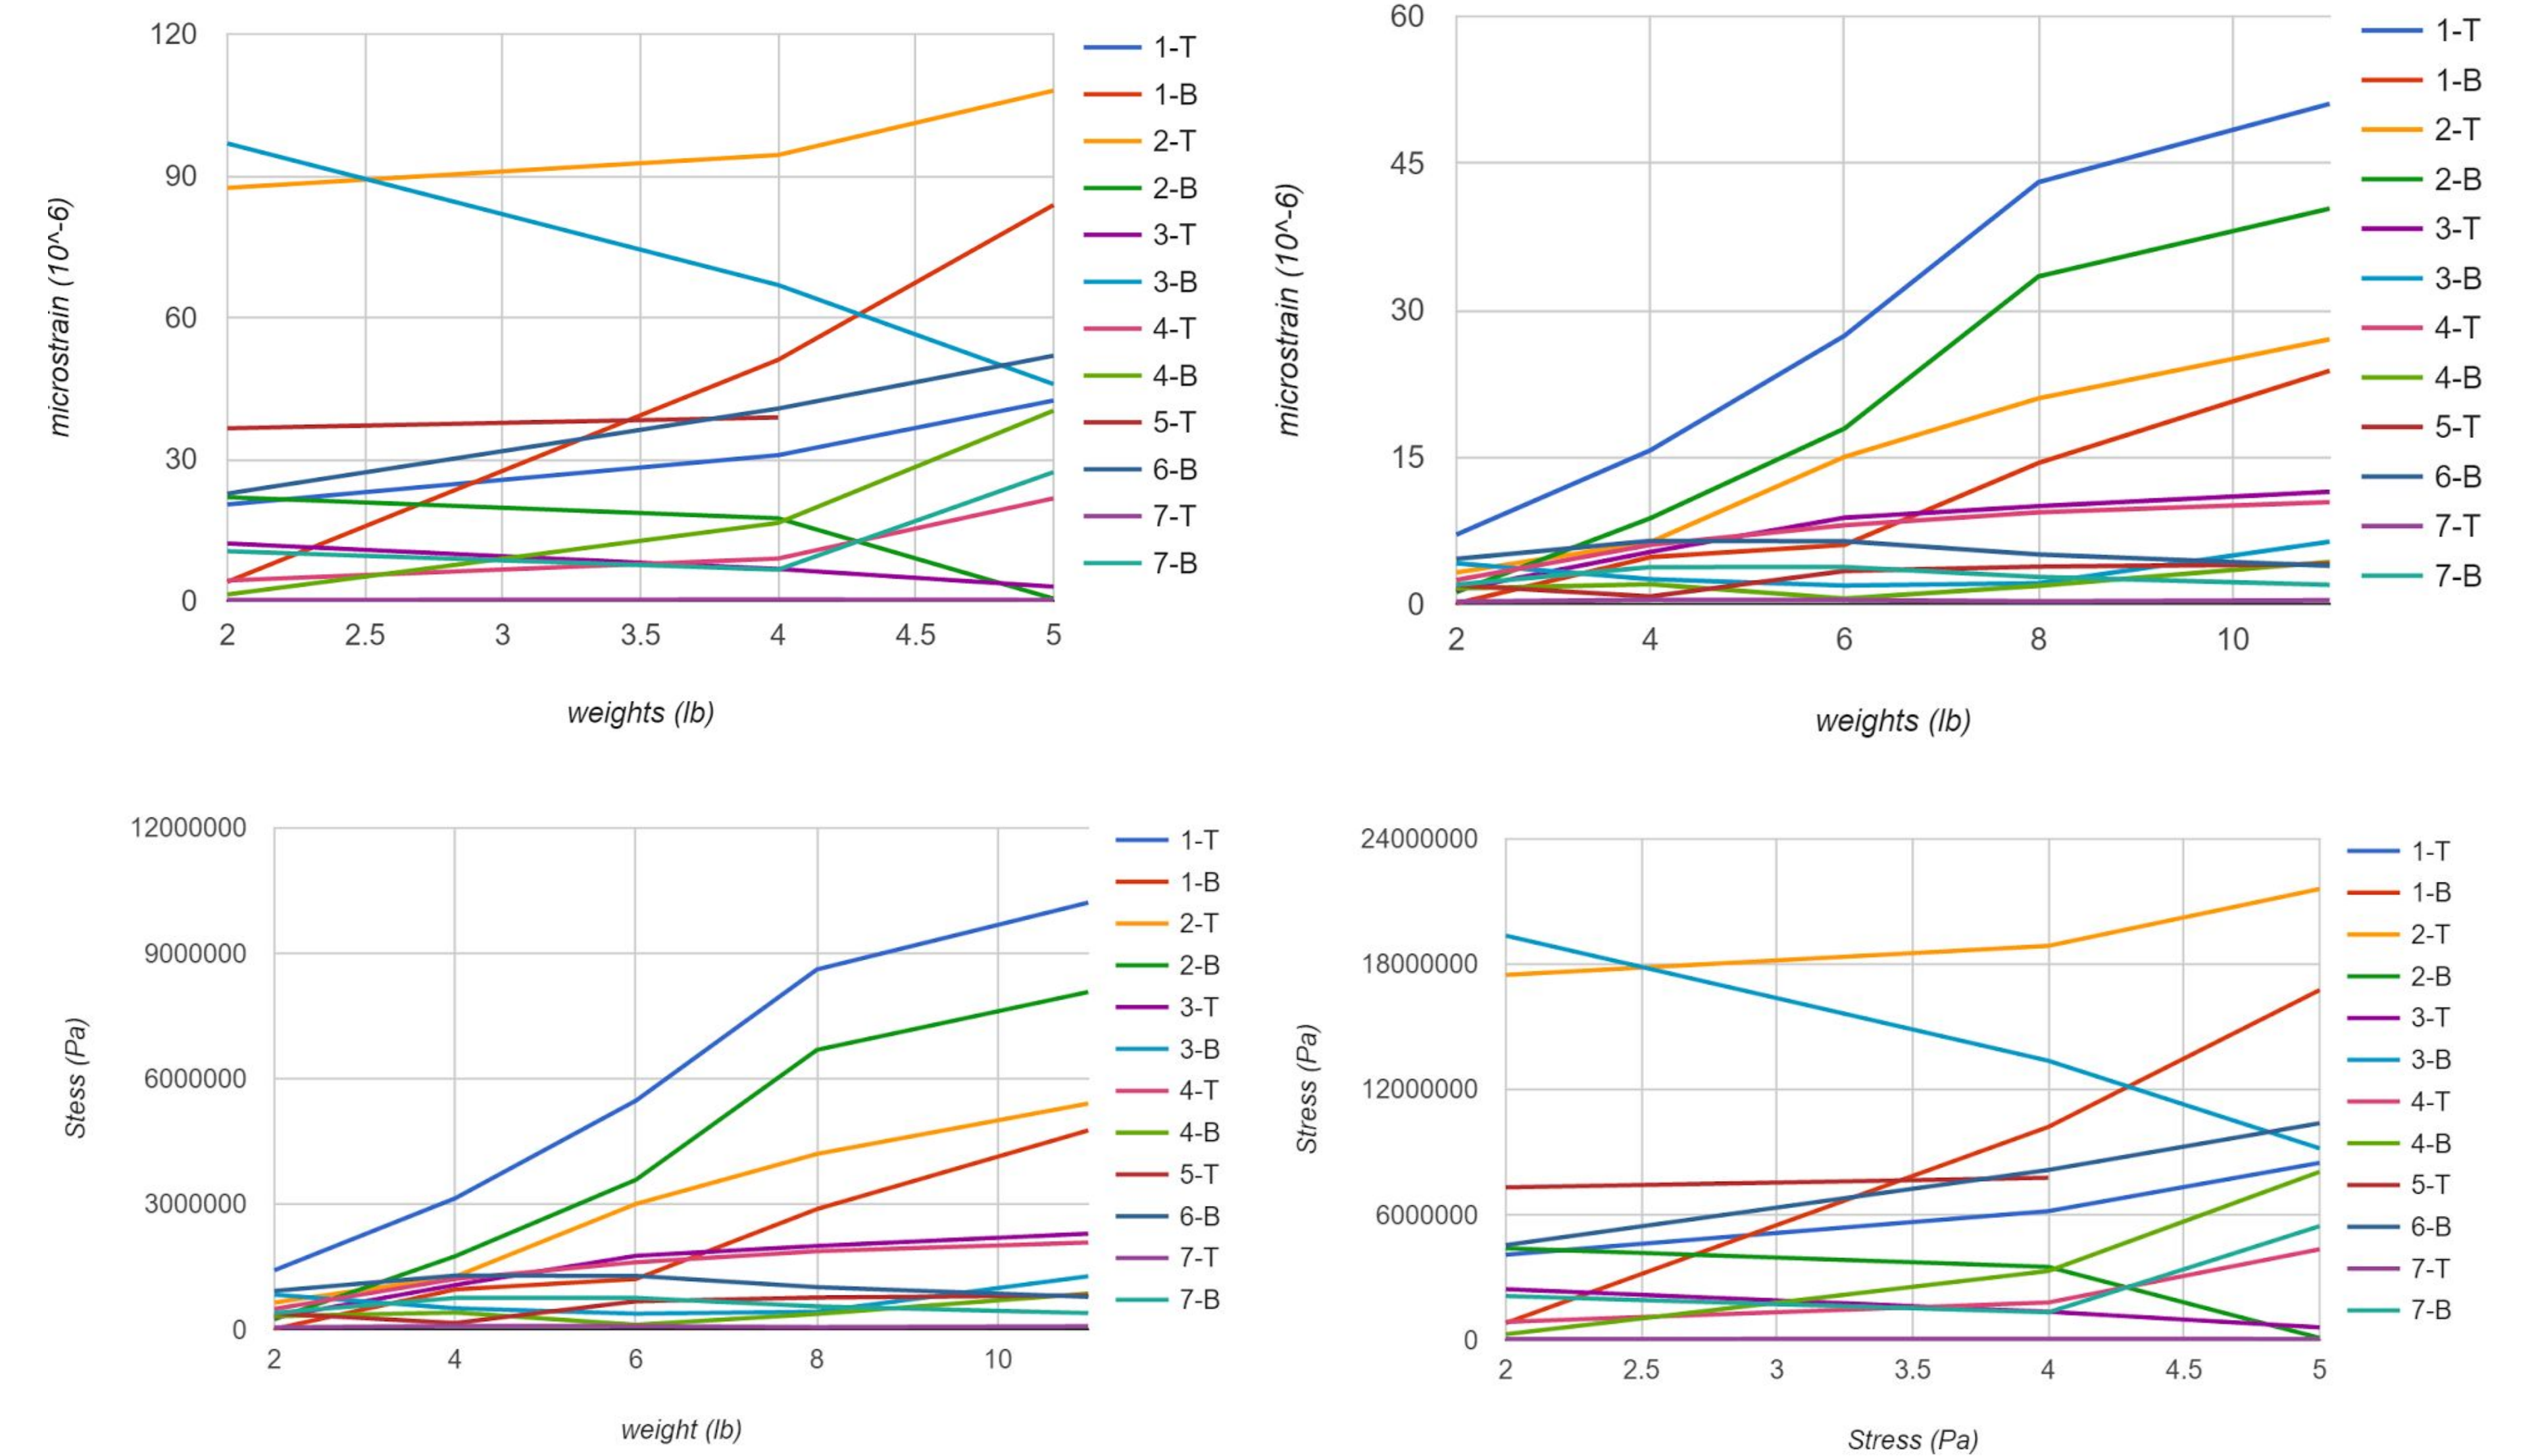 120
90
60
30
0
microstrain (10^-6)
2 2.5 3 3.5 4 4.5 5
weights (lb)
1-T
1-B
2-T
2-B
3-T
3-B
4-T
4-B
5-T
6-B
7-T
7-B
60
45
30
15
0
microstrain (10^-6)
2 4 6 8 10
weights (lb)
1-T
1-B
2-T
2-B
3-T
3-B
4-T
4-B
5-T
6-B
7-T
7-B
12000000
9000000
6000000
3000000
0
Stess (Pa)
2 4 6 8 10
weight (lb)
1-T
1-B
2-T
2-B
3-T
3-B
4-T
4-B
5-T
6-B
7-T
7-B
24000000
18000000
12000000
6000000
0
Stress (Pa)
2 2.5 3 3.5 4 4.5 5
Stress (Pa)
1-T
1-B
2-T
2-B
3-T
3-B
4-T
4-B
5-T
6-B
7-T
7-B